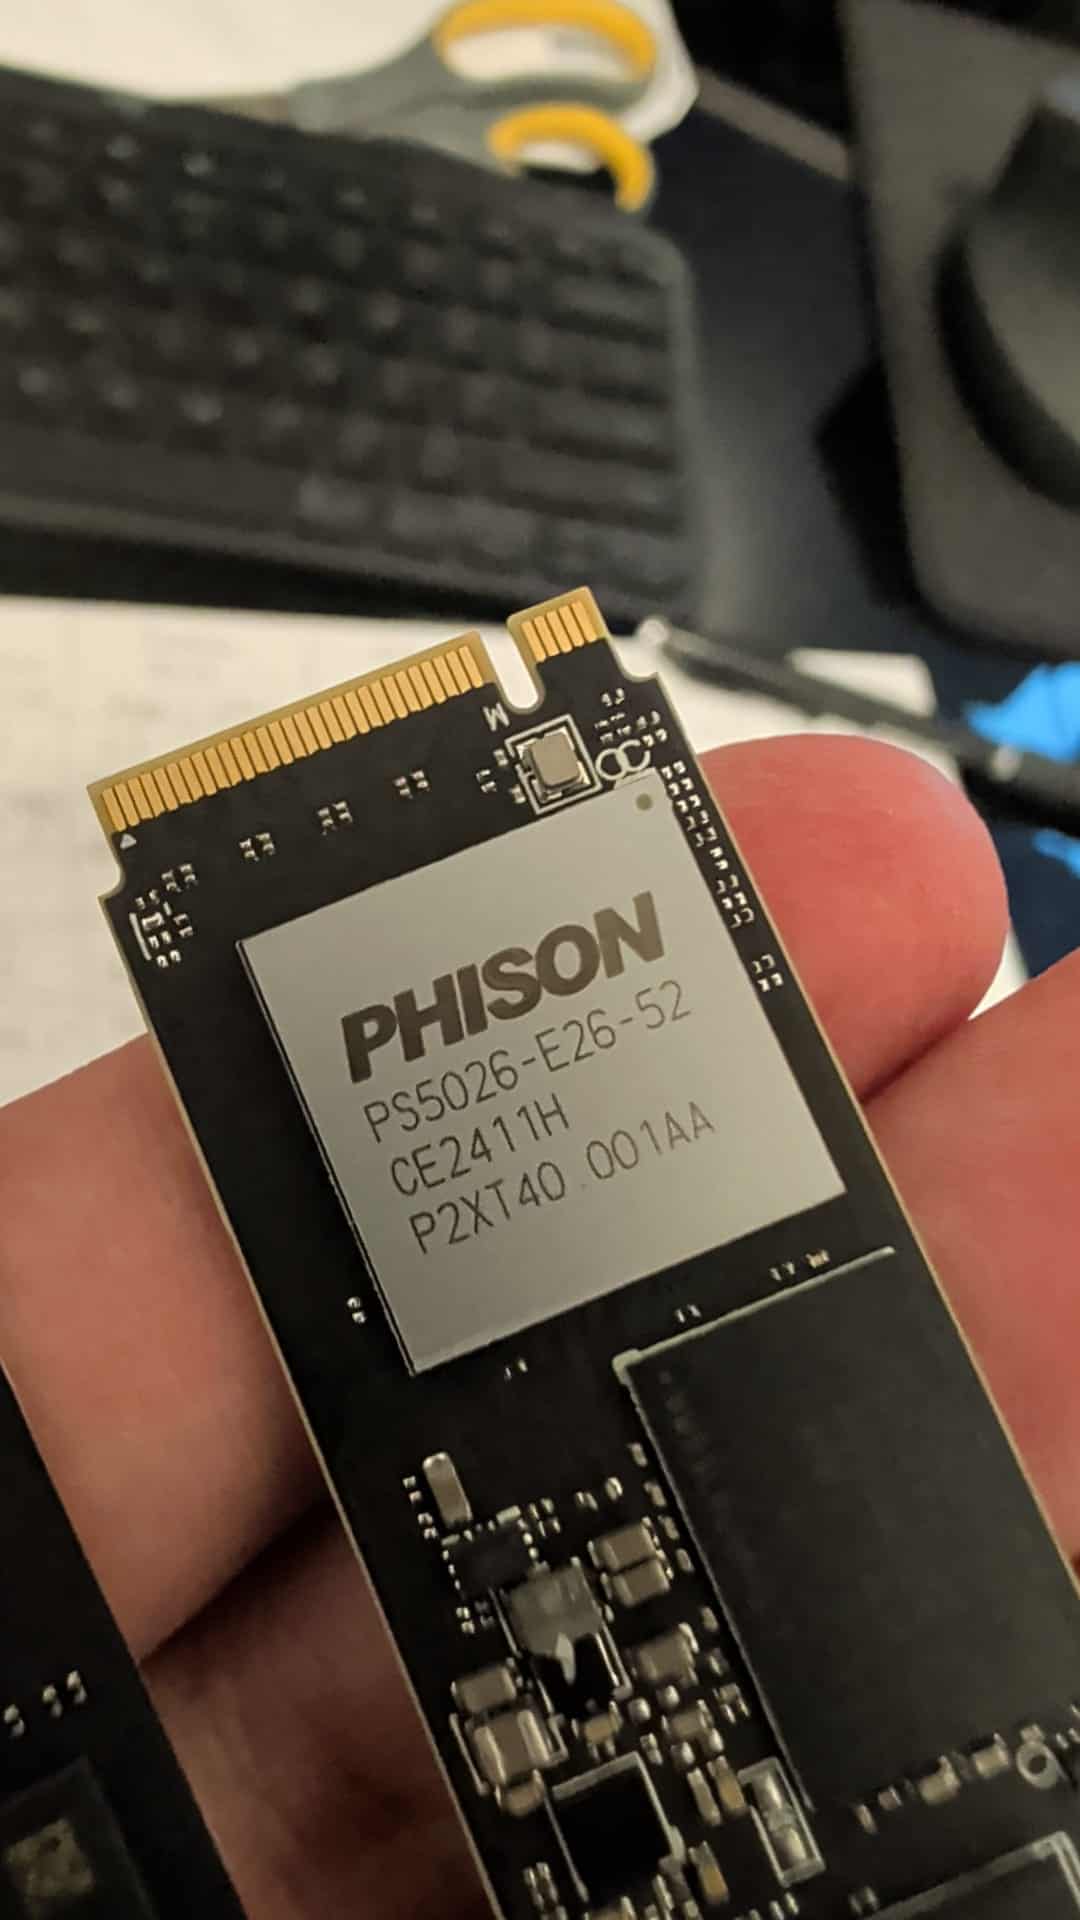 M
PHISON
PS5026-E26-52
CE2411H
P2XT40.001AA